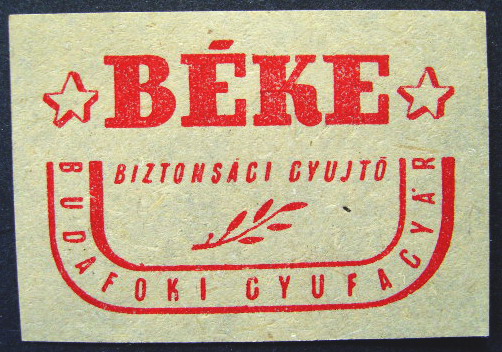 BÉKE
BIZTONSÁGI GYUJTÓ
BUDAFOKI GYUFAGYÁR